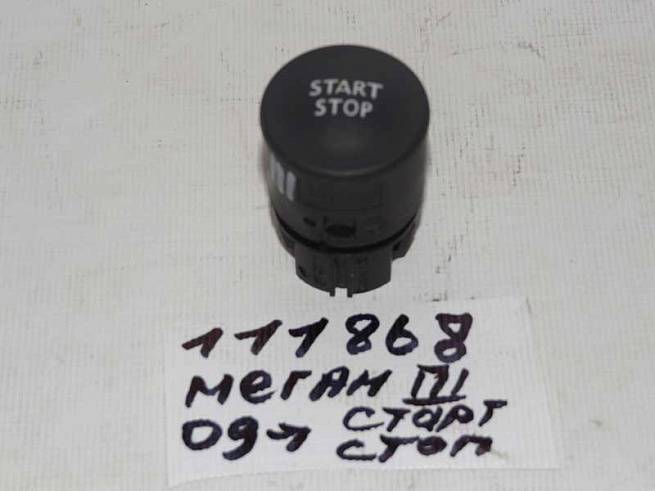 START
STOP
111868
МЕГАН III
09→ СТАРТ
СТОП